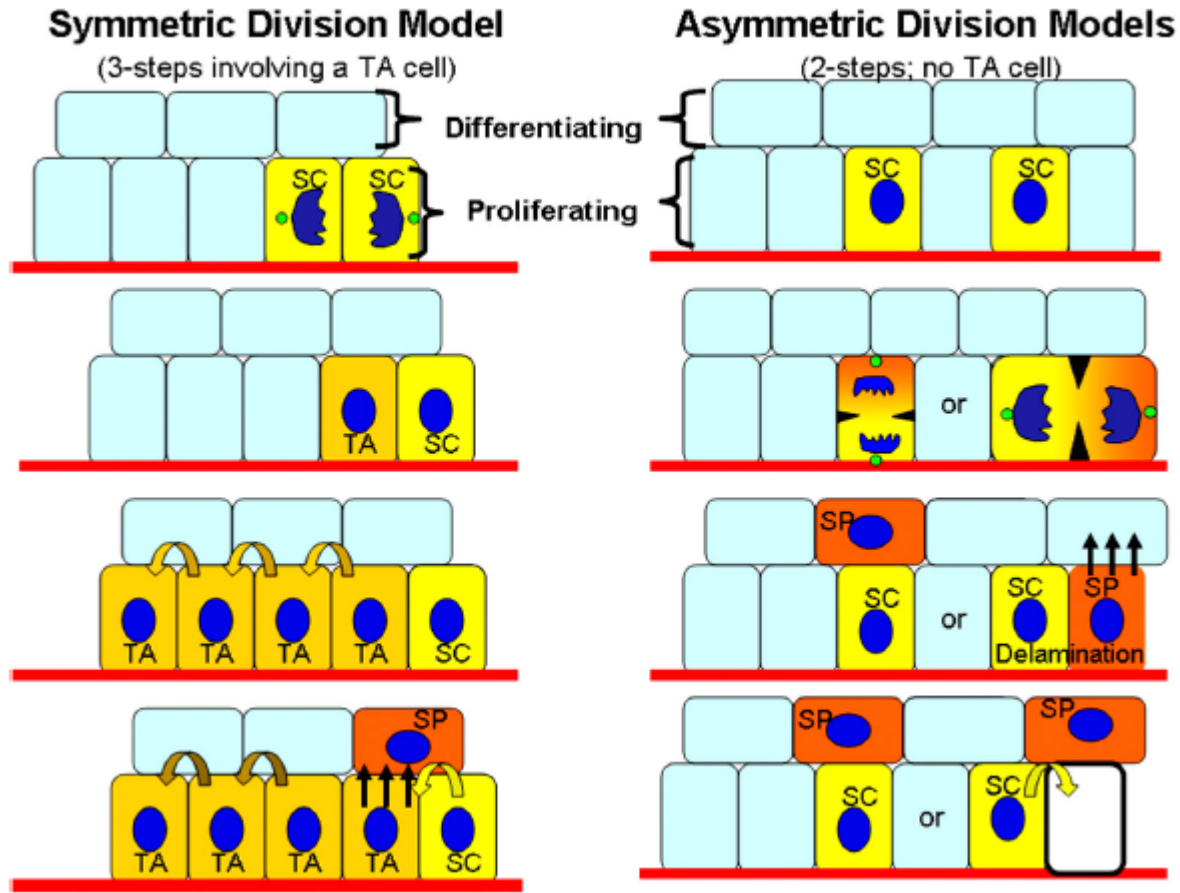 Symmetric Division Model
(3-steps involving a TA cell)
Asymmetric Division Models
(2-steps; no TA cell)
Differentiating
Proliferating
SC SC
SC SC
TA SC
or
TA TA TA TA SC
SP
SC or SC SP
Delamination
SP
TA TA TA TA SC
SP SP
SC or SC